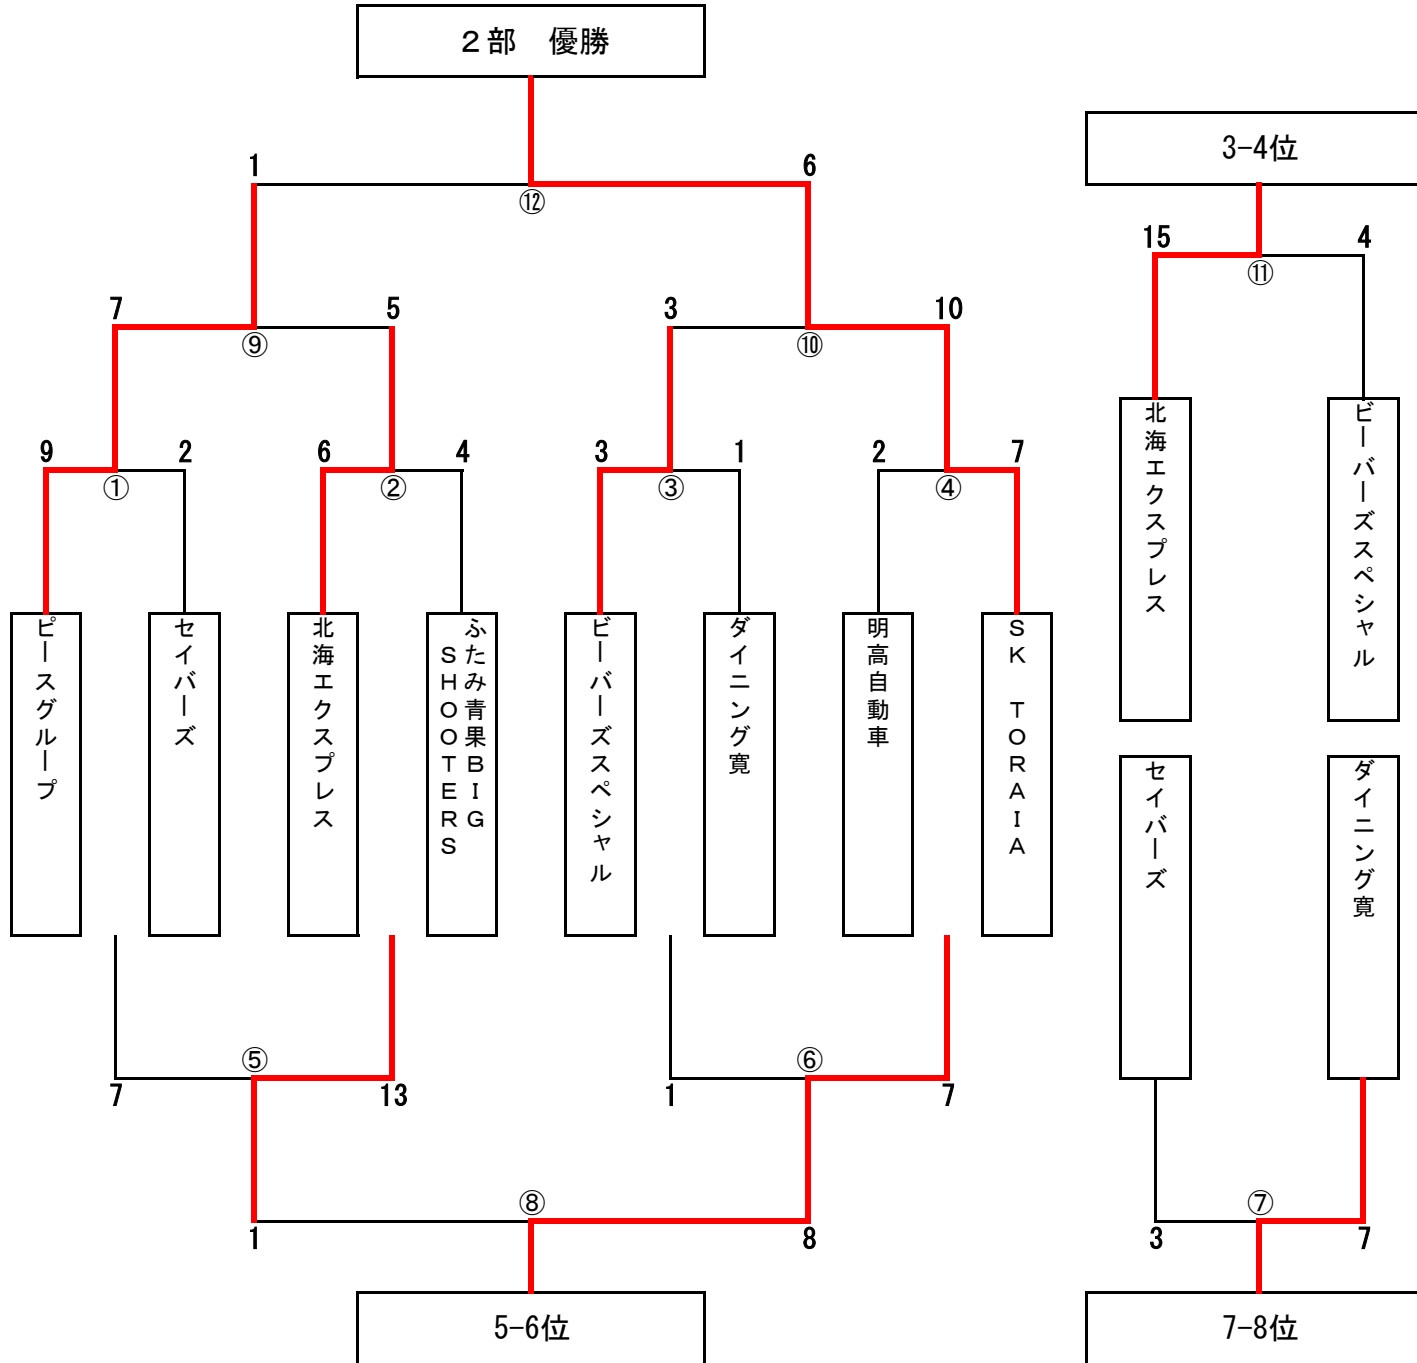 ２部　優勝
3-4位
1
6
⑫
15
4
⑪
7
5
3
10
⑨
⑩
北海エクスプレス
ビーバーズスペシャル
9
2
6
4
3
1
2
7
①
②
③
④
ピースグループ
セイバーズ
北海エクスプレス
ふたみ青果ＢＩＧ
ＳＨＯＯＴＥＲＳ
ビーバーズスペシャル
ダイニング寛
明高自動車
ＳＫ　ＴＯＲＡＩＡ
セイバーズ
ダイニング寛
⑤
⑥
7
13
1
7
⑧
⑦
1
8
3
7
5-6位
7-8位